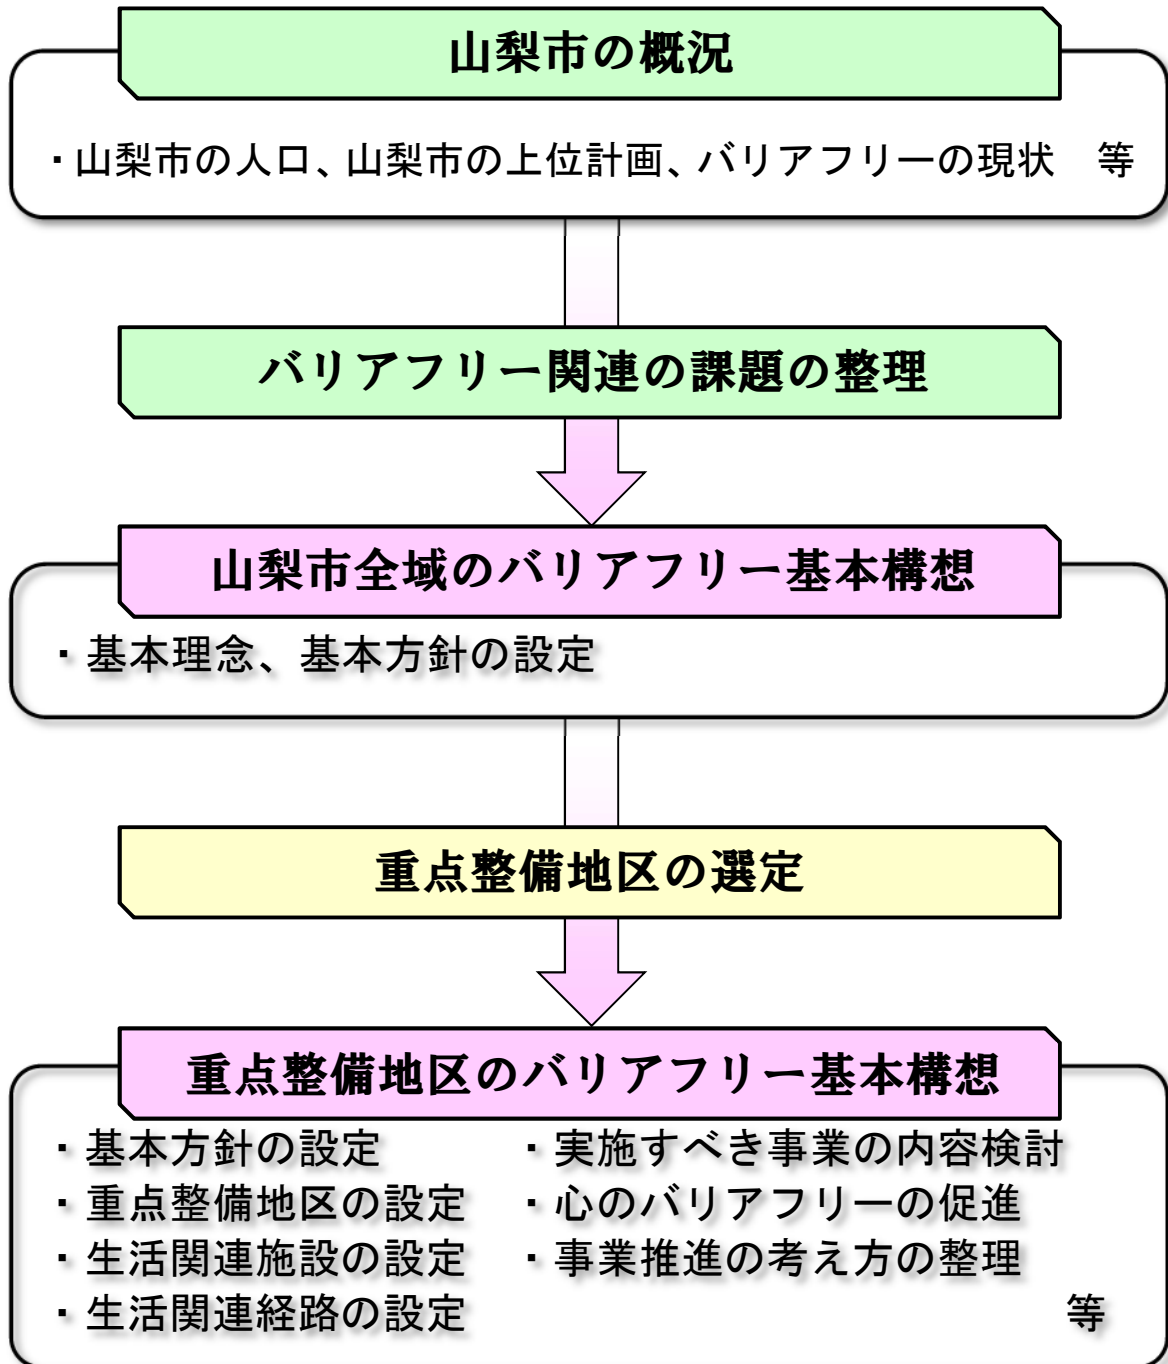 山梨市の概況
・山梨市の人口、山梨市の上位計画、バリアフリーの現状　等
バリアフリー関連の課題の整理
山梨市全域のバリアフリー基本構想
・基本理念、基本方針の設定
重点整備地区の選定
重点整備地区のバリアフリー基本構想
・基本方針の設定
・重点整備地区の設定
・生活関連施設の設定
・生活関連経路の設定
・実施すべき事業の内容検討
・心のバリアフリーの促進
・事業推進の考え方の整理
等